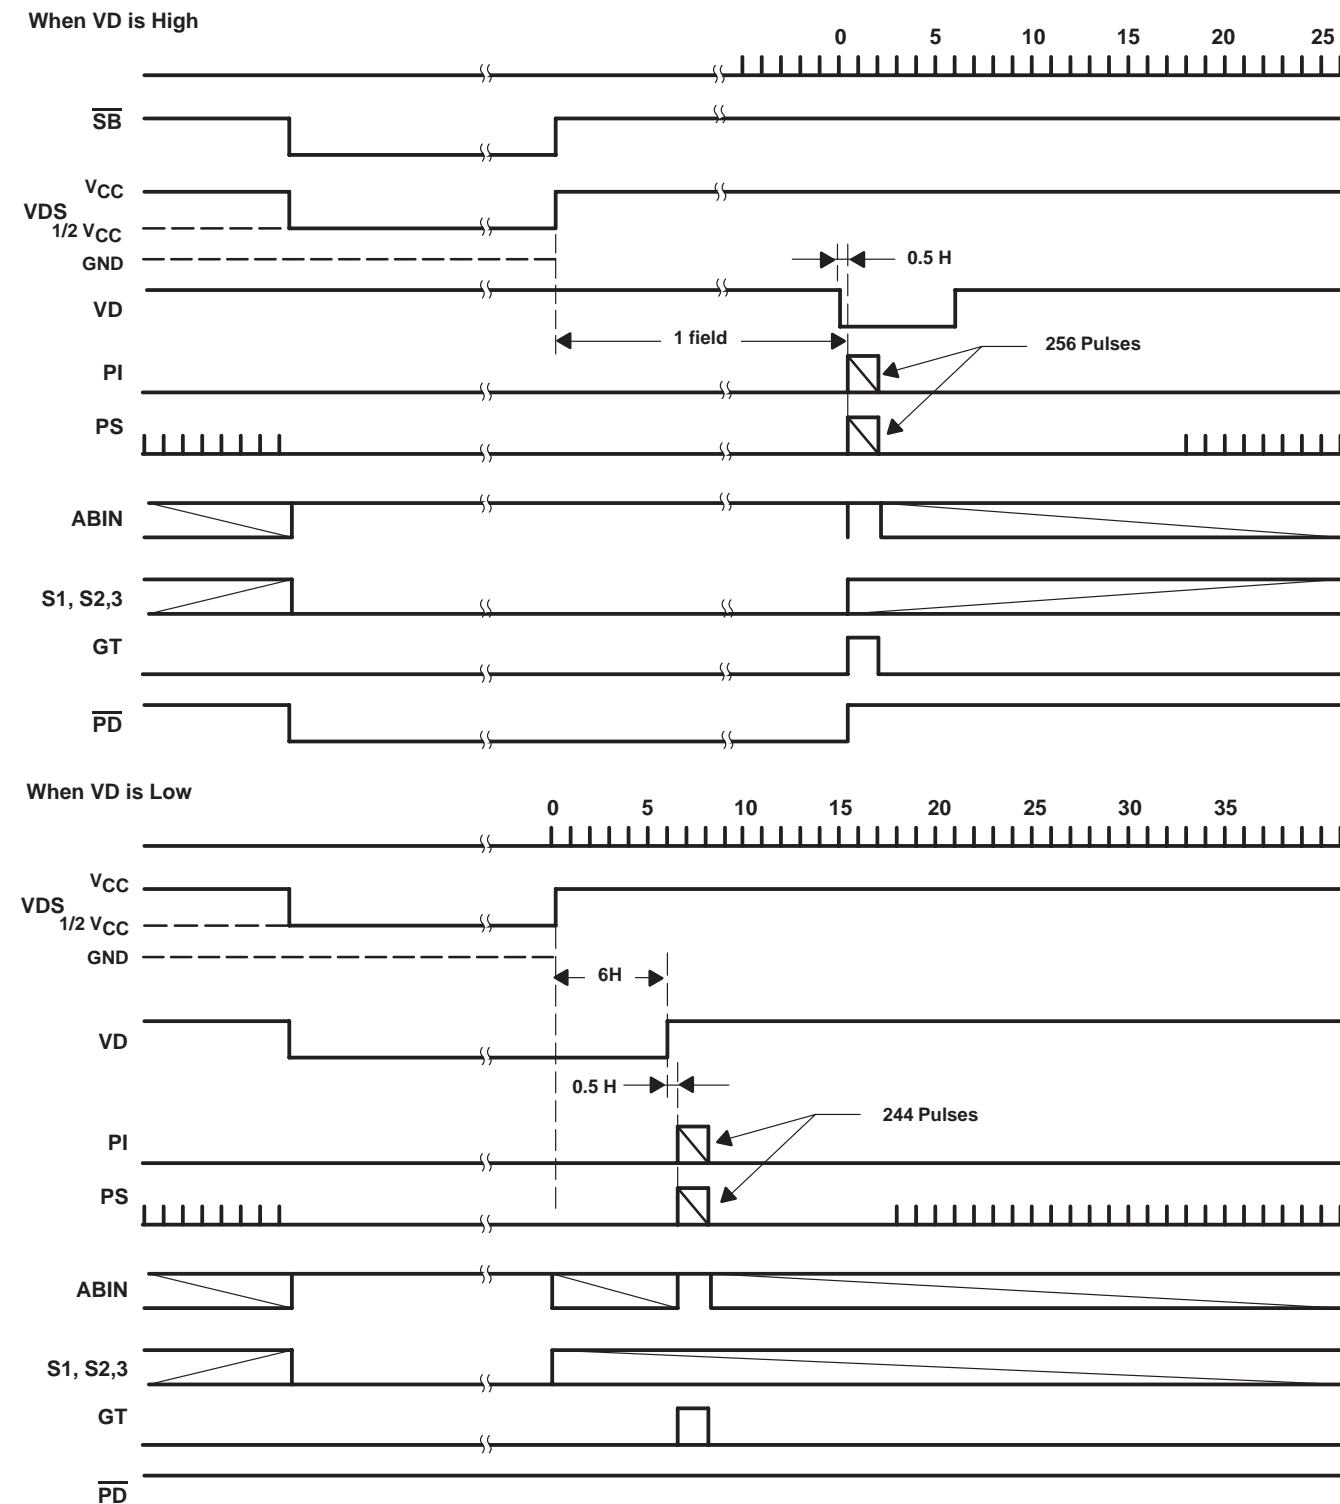 When VD is High
0 5 10 15 20 25
SB
VCC
VDS
1/2 VCC
GND
0.5 H
VD
1 field
256 Pulses
PI
PS
ABIN
S1, S2,3
GT
PD
When VD is Low
0 5 10 15 20 25 30 35
VCC
VDS
1/2 VCC
GND
6H
VD
0.5 H
244 Pulses
PI
PS
ABIN
S1, S2,3
GT
PD